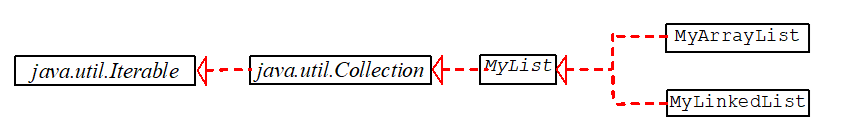 java.util.Iterable
java.util.Collection
MyList
MyArrayList
MyLinkedList